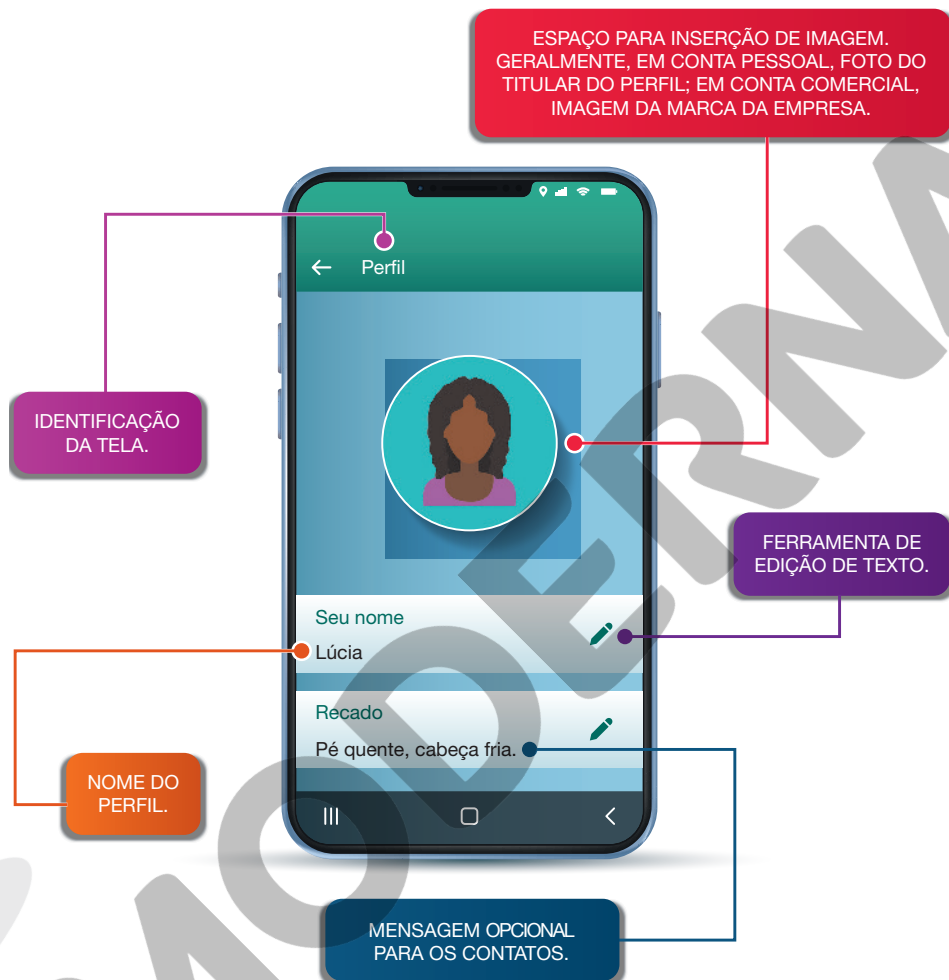 ESPAÇO PARA INSERÇÃO DE IMAGEM.
GERALMENTE, EM CONTA PESSOAL, FOTO DO
TITULAR DO PERFIL; EM CONTA COMERCIAL,
IMAGEM DA MARCA DA EMPRESA.
Perfil
IDENTIFICAÇÃO
DA TELA.
FERRAMENTA DE
EDIÇÃO DE TEXTO.
Seu nome
Lúcia
Recado
Pé quente, cabeça fria.
NOME DO
PERFIL.
MENSAGEM OPCIONAL
PARA OS CONTATOS.
MODERNA